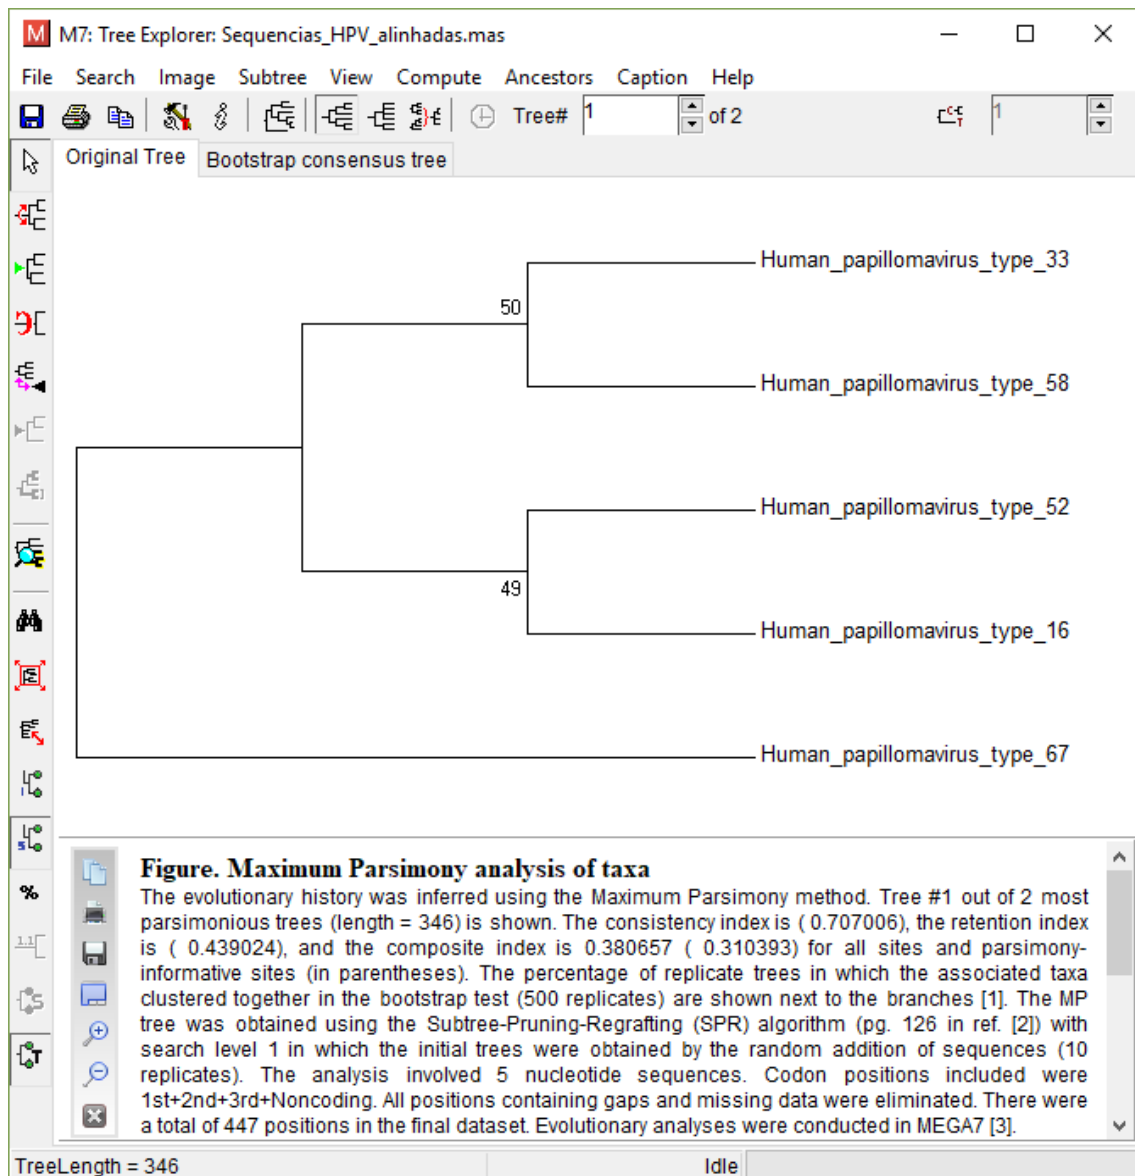 M7: Tree Explorer: Sequencias_HPV_alinhadas.mas
File Search Image Subtree View Compute Ancestors Caption Help
Tree# 1 of 2 1
Original Tree Bootstrap consensus tree
Human_papillomavirus_type_33
50
Human_papillomavirus_type_58
Human_papillomavirus_type_52
49
Human_papillomavirus_type_16
Human_papillomavirus_type_67
Figure. Maximum Parsimony analysis of taxa
The evolutionary history was inferred using the Maximum Parsimony method. Tree #1 out of 2 most
parsimonious trees (length = 346) is shown. The consistency index is ( 0.707006), the retention index
is ( 0.439024), and the composite index is 0.380657 ( 0.310393) for all sites and parsimony-
informative sites (in parentheses). The percentage of replicate trees in which the associated taxa
clustered together in the bootstrap test (500 replicates) are shown next to the branches [1]. The MP
tree was obtained using the Subtree-Pruning-Regrafting (SPR) algorithm (pg. 126 in ref. [2]) with
search level 1 in which the initial trees were obtained by the random addition of sequences (10
replicates). The analysis involved 5 nucleotide sequences. Codon positions included were
1st+2nd+3rd+Noncoding. All positions containing gaps and missing data were eliminated. There were
a total of 447 positions in the final dataset. Evolutionary analyses were conducted in MEGA7 [3].
TreeLength = 346 Idle